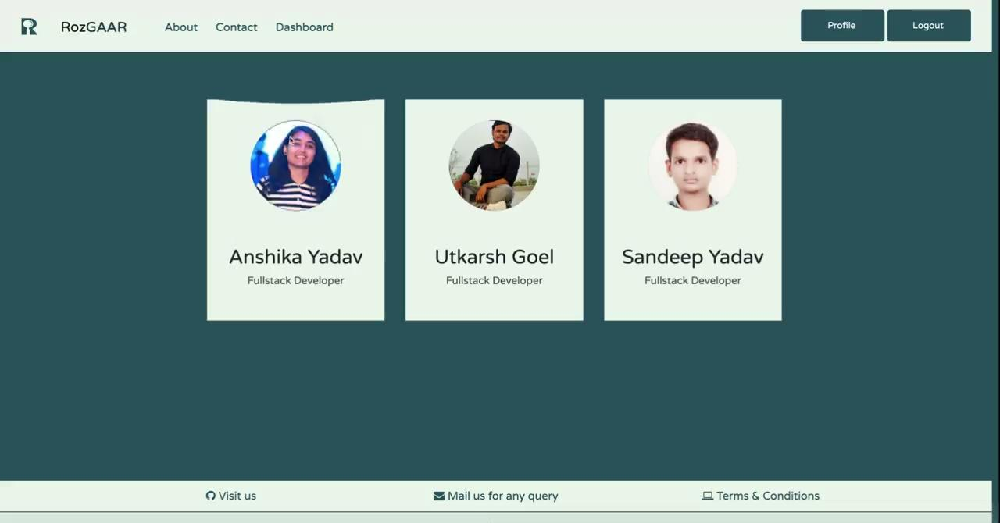 RozGAAR About Contact Dashboard Profile Logout
Anshika Yadav
Fullstack Developer
Utkarsh Goel
Fullstack Developer
Sandeep Yadav
Fullstack Developer
Visit us Mail us for any query Terms & Conditions